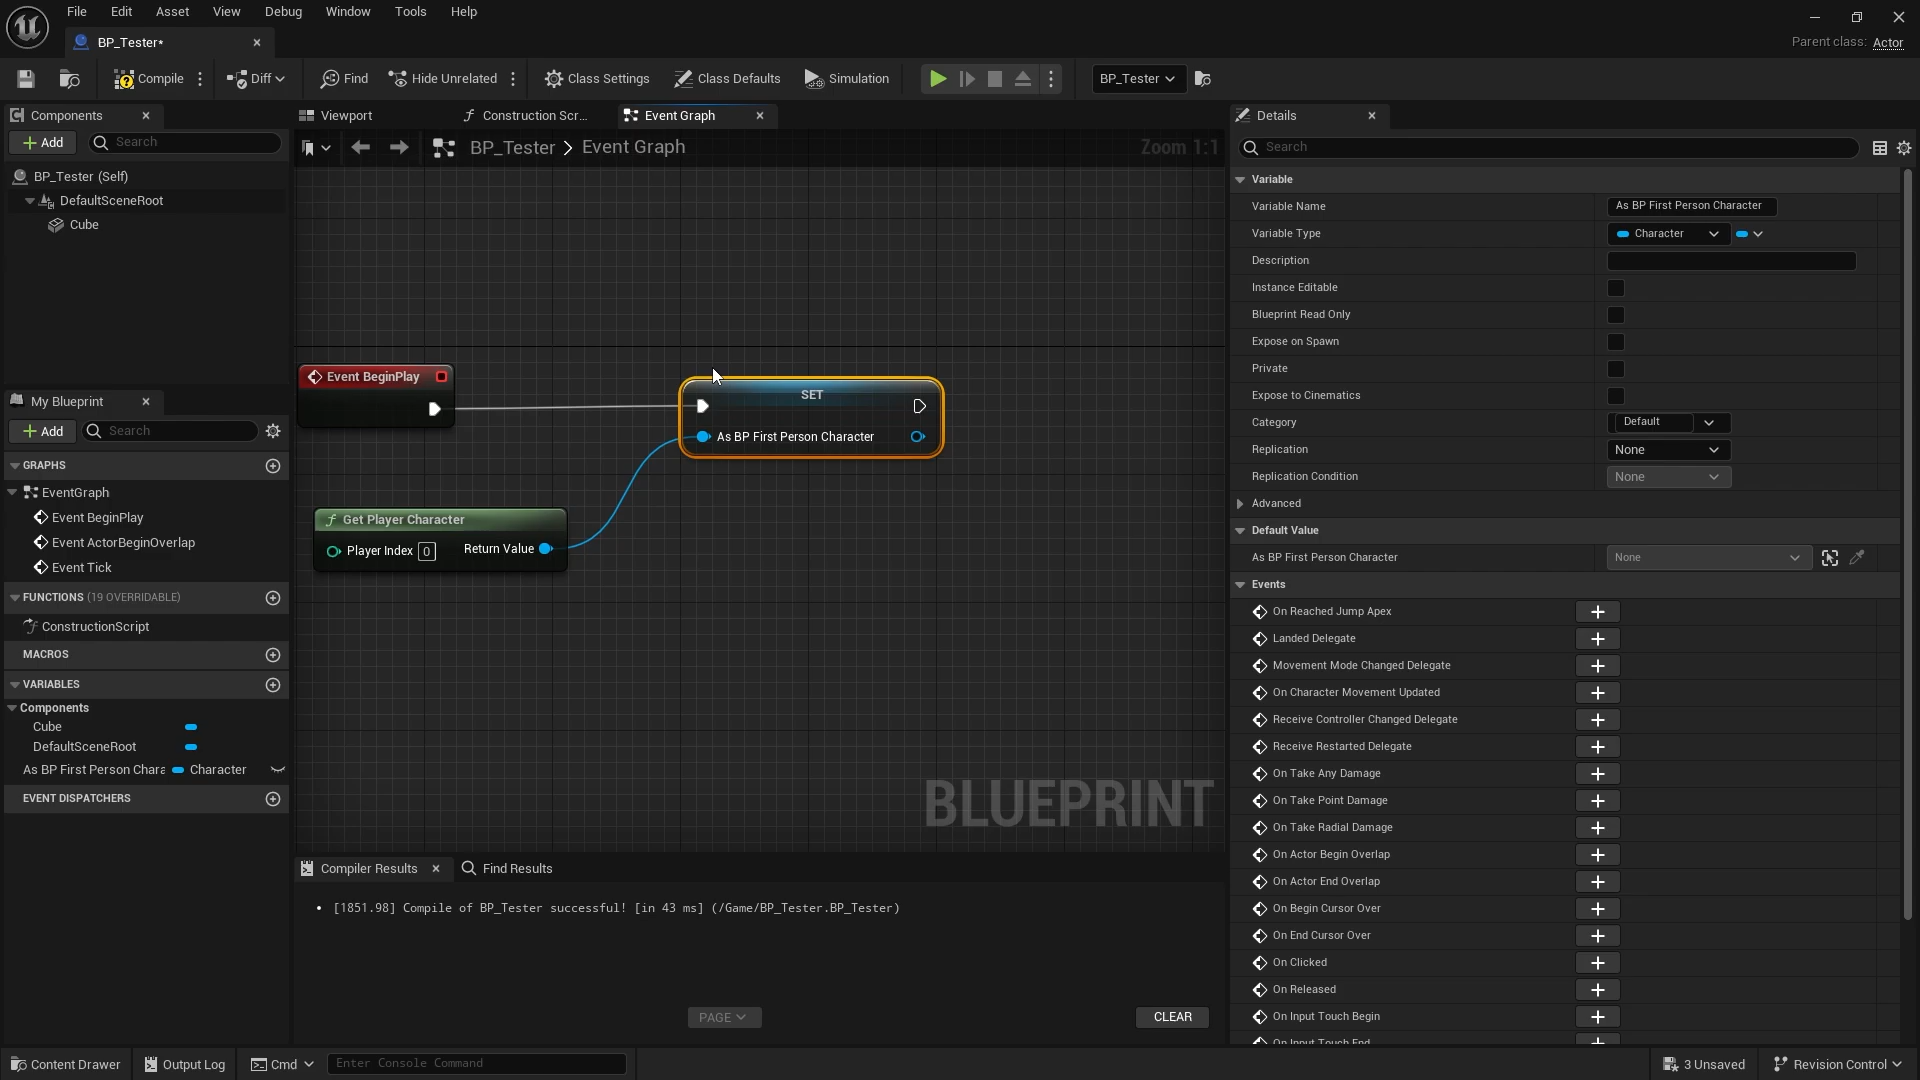 File Edit Asset View Debug Window Tools Help
BP_Tester*
Parent class: Actor
Compile Diff Find Hide Unrelated Class Settings Class Defaults Simulation BP_Tester
Components
Add Search
BP_Tester (Self)
DefaultSceneRoot
Cube
My Blueprint
Add Search
GRAPHS
EventGraph
Event BeginPlay
Event ActorBeginOverlap
Event Tick
FUNCTIONS (19 OVERRIDABLE)
ConstructionScript
MACROS
VARIABLES
Components
Cube
DefaultSceneRoot
As BP First Person Chara Character
EVENT DISPATCHERS
Viewport Construction Scr... Event Graph
BP_Tester > Event Graph Zoom 1:1
Event BeginPlay
SET
As BP First Person Character
Get Player Character
Player Index 0 Return Value
BLUEPRINT
Compiler Results Find Results
[1851.98] Compile of BP_Tester successful! [in 43 ms] (/Game/BP_Tester.BP_Tester)
PAGE CLEAR
Details
Search
Variable
Variable Name As BP First Person Character
Variable Type Character
Description
Instance Editable
Blueprint Read Only
Expose on Spawn
Private
Expose to Cinematics
Category Default
Replication None
Replication Condition None
Advanced
Default Value
As BP First Person Character None
Events
On Reached Jump Apex
Landed Delegate
Movement Mode Changed Delegate
On Character Movement Updated
Receive Controller Changed Delegate
Receive Restarted Delegate
On Take Any Damage
On Take Point Damage
On Take Radial Damage
On Actor Begin Overlap
On Actor End Overlap
On Begin Cursor Over
On End Cursor Over
On Clicked
On Released
On Input Touch Begin
On Input Touch End
Content Drawer Output Log Cmd Enter Console Command 3 Unsaved Revision Control